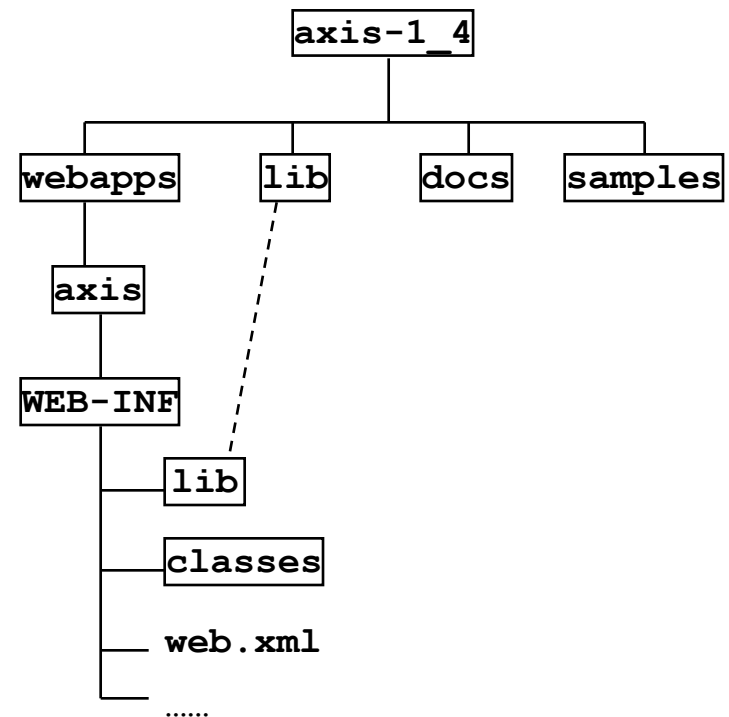 axis-1_4
webapps
lib
docs
samples
axis
WEB-INF
lib
classes
web.xml
......